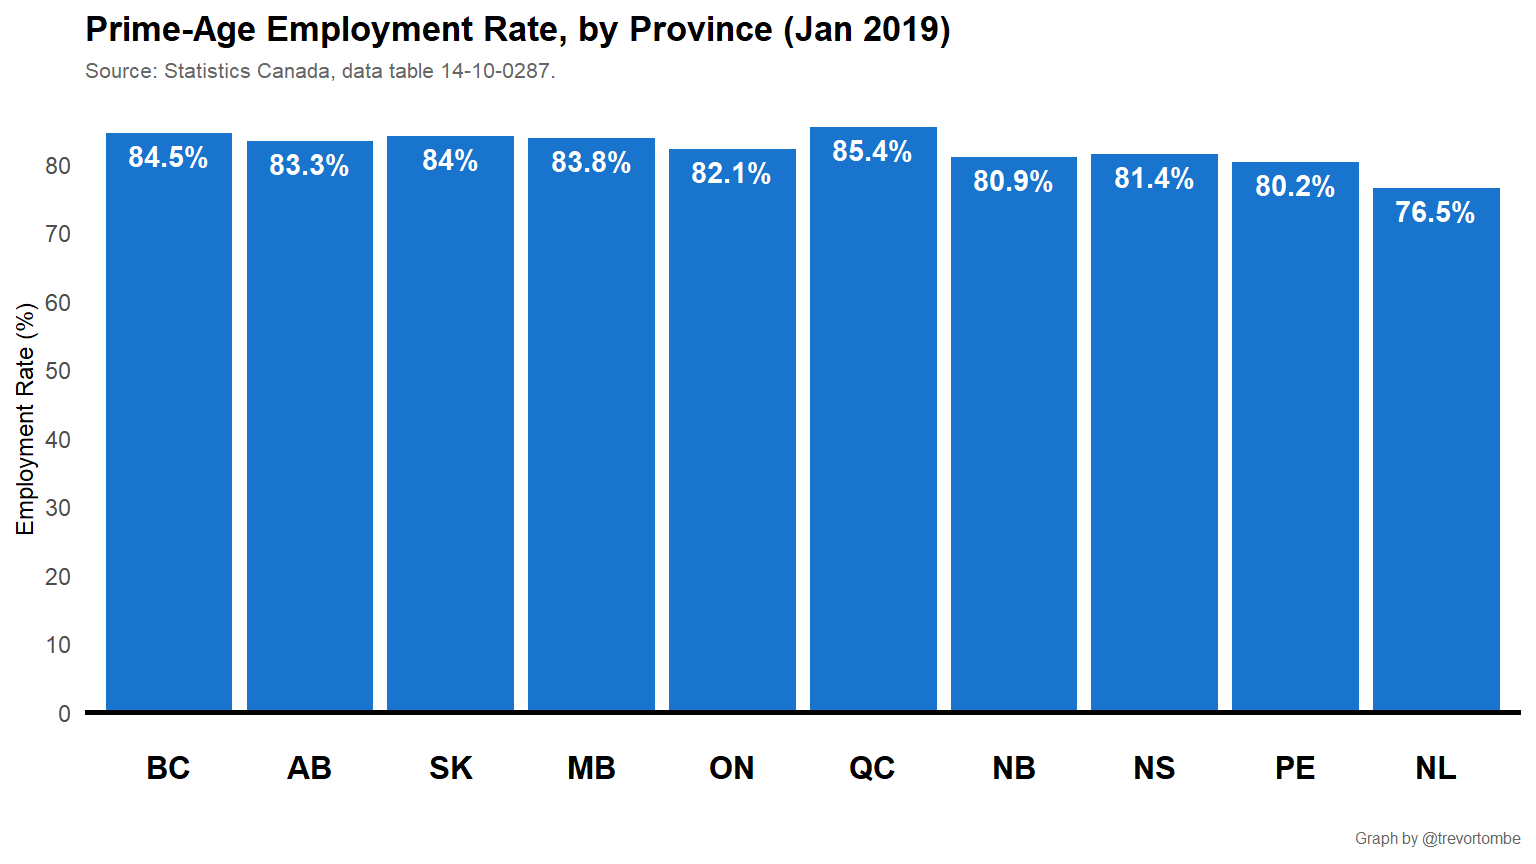 Prime-Age Employment Rate, by Province (Jan 2019)
Source: Statistics Canada, data table 14-10-0287.
Employment Rate (%)
80
70
60
50
40
30
20
10
0
84.5%
83.3%
84%
83.8%
82.1%
85.4%
80.9%
81.4%
80.2%
76.5%
BC
AB
SK
MB
ON
QC
NB
NS
PE
NL
Graph by @trevortombe